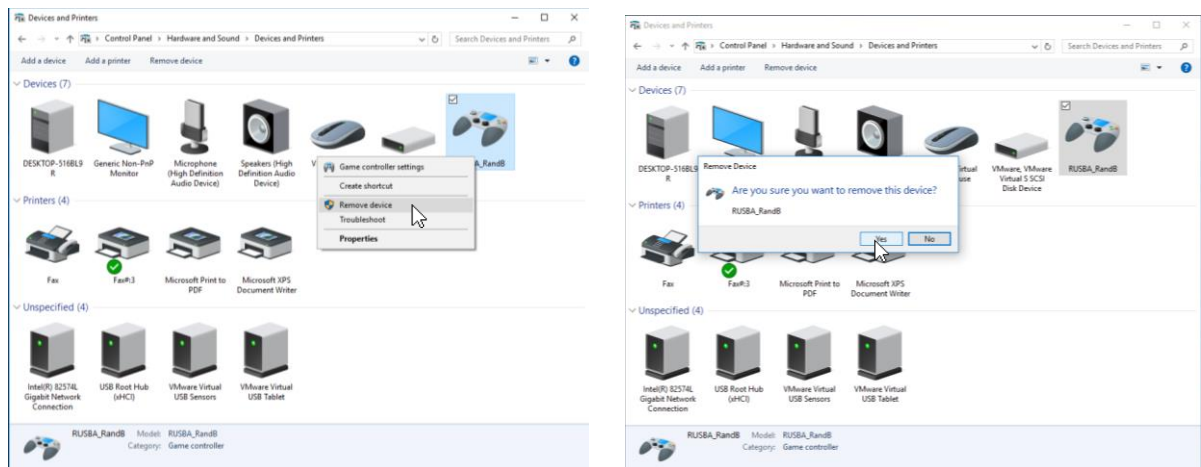 Devices and Printers
Control Panel > Hardware and Sound > Devices and Printers
Search Devices and Printers
Add a device Add a printer Remove device
Devices (7)
DESKTOP-516BL9
R
Generic Non-PnP
Monitor
Microphone
(High Definition
Audio Device)
Speakers (High
Definition Audio
Device)
V
A_RandB
Game controller settings
Create shortcut
Remove device
Troubleshoot
Properties
Printers (4)
Fax
Microsoft Print to
PDF
Microsoft XPS
Document Writer
Unspecified (4)
Intel(R) 82574L
Gigabit Network
Connection
USB Root Hub
(xHCI)
VMware Virtual
USB Sensors
VMware Virtual
USB Tablet
RUSBA_RandB Model: RUSBA_RandB
Category: Game controller
Devices and Printers
Control Panel > Hardware and Sound > Devices and Printers
Search Devices and Printers
Add a device Add a printer Remove device
Devices (7)
DESKTOP-516BL9
R
Virtual
use
VMware, VMware
Virtual S SCSI
Disk Device
RUSBA_RandB
Remove Device
Are you sure you want to remove this device?
RUSBA_RandB
Yes No
Printers (4)
Fax
Microsoft Print to
PDF
Microsoft XPS
Document Writer
Unspecified (4)
Intel(R) 82574L
Gigabit Network
Connection
USB Root Hub
(xHCI)
VMware Virtual
USB Sensors
VMware Virtual
USB Tablet
RUSBA_RandB Model: RUSBA_RandB
Category: Game controller